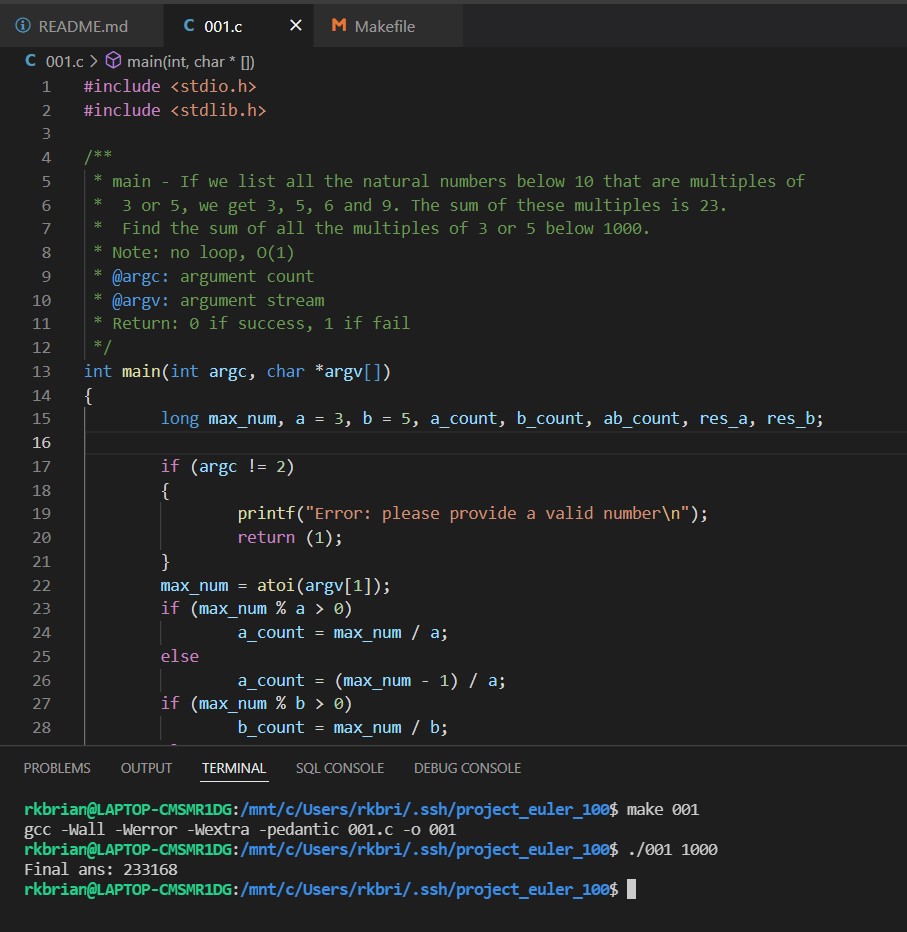 README.md
C 001.c ×
M Makefile
C 001.c > main(int, char * [])
1 #include <stdio.h>
2 #include <stdlib.h>
3
4 /**
5 * main - If we list all the natural numbers below 10 that are multiples of
6 *  3 or 5, we get 3, 5, 6 and 9. The sum of these multiples is 23.
7 *  Find the sum of all the multiples of 3 or 5 below 1000.
8 * Note: no loop, O(1)
9 * @argc: argument count
10 * @argv: argument stream
11 * Return: 0 if success, 1 if fail
12 */
13 int main(int argc, char *argv[])
14 {
15 long max_num, a = 3, b = 5, a_count, b_count, ab_count, res_a, res_b;
16
17 if (argc != 2)
18 {
19 printf("Error: please provide a valid number\n");
20 return (1);
21 }
22 max_num = atoi(argv[1]);
23 if (max_num % a > 0)
24 a_count = max_num / a;
25 else
26 a_count = (max_num - 1) / a;
27 if (max_num % b > 0)
28 b_count = max_num / b;
PROBLEMS OUTPUT TERMINAL SQL CONSOLE DEBUG CONSOLE
rkbrian@LAPTOP-CMSMR1DG:/mnt/c/Users/rkbri/.ssh/project_euler_100$ make 001
gcc -Wall -Werror -Wextra -pedantic 001.c -o 001
rkbrian@LAPTOP-CMSMR1DG:/mnt/c/Users/rkbri/.ssh/project_euler_100$ ./001 1000
Final ans: 233168
rkbrian@LAPTOP-CMSMR1DG:/mnt/c/Users/rkbri/.ssh/project_euler_100$